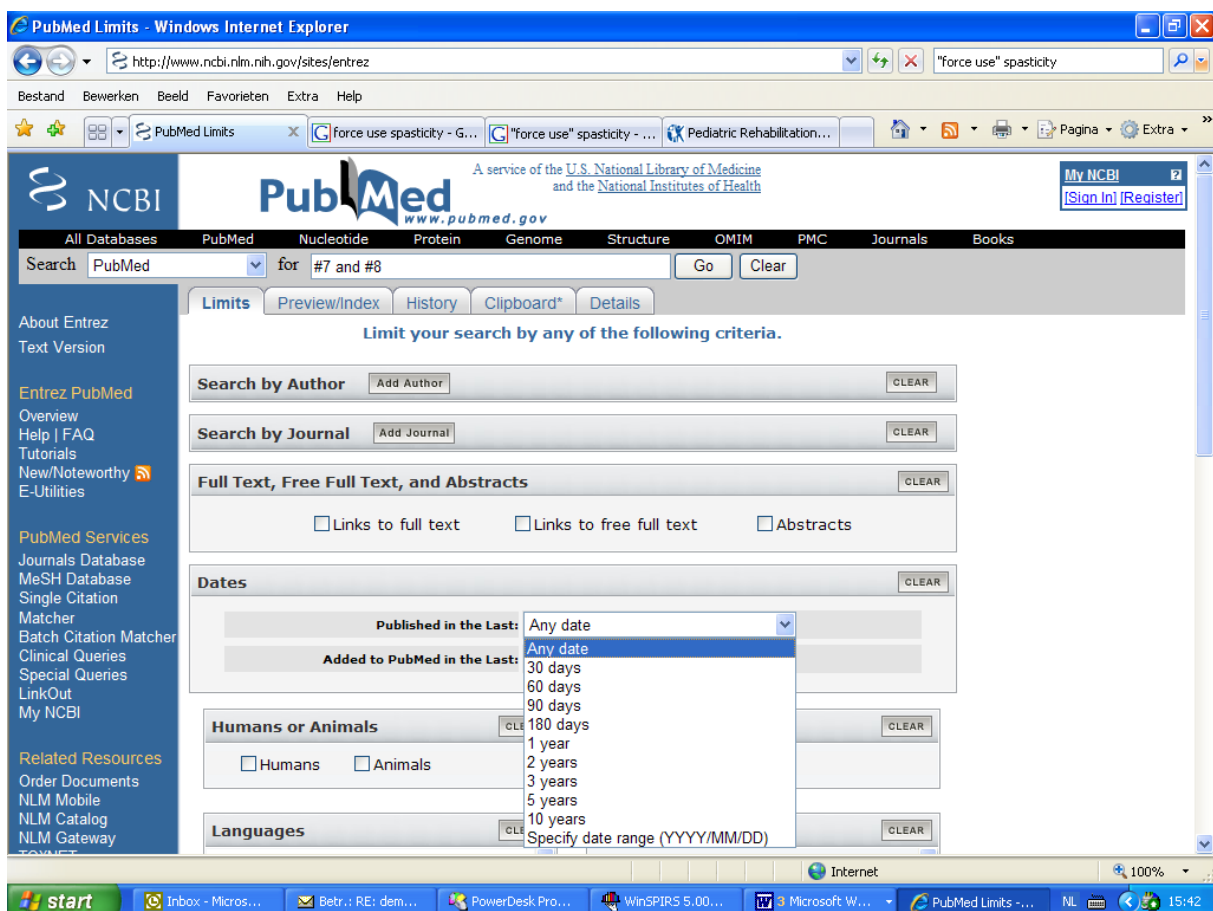 PubMed Limits - Windows Internet Explorer
http://www.ncbi.nlm.nih.gov/sites/entrez
"force use" spasticity
Bestand Bewerken Beeld Favorieten Extra Help
PubMed Limits
force use spasticity - G...
"force use" spasticity - ...
Pediatric Rehabilitation...
Pagina
Extra
NCBI
PubMed
www.pubmed.gov
A service of the U.S. National Library of Medicine
and the National Institutes of Health
My NCBI
[Sign In] [Register]
All Databases PubMed Nucleotide Protein Genome Structure OMIM PMC Journals Books
Search PubMed for #7 and #8 Go Clear
Limits Preview/Index History Clipboard* Details
Limit your search by any of the following criteria.
About Entrez
Text Version
Entrez PubMed
Overview
Help | FAQ
Tutorials
New/Noteworthy
E-Utilities
PubMed Services
Journals Database
MeSH Database
Single Citation
Matcher
Batch Citation Matcher
Clinical Queries
Special Queries
LinkOut
My NCBI
Related Resources
Order Documents
NLM Mobile
NLM Catalog
NLM Gateway
TOXNET
Search by Author Add Author CLEAR
Search by Journal Add Journal CLEAR
Full Text, Free Full Text, and Abstracts CLEAR
Links to full text Links to free full text Abstracts
Dates CLEAR
Published in the Last: Any date
Added to PubMed in the Last:
Any date
30 days
60 days
90 days
180 days
1 year
2 years
3 years
5 years
10 years
Specify date range (YYYY/MM/DD)
Humans or Animals CLE CLEAR
Humans Animals
Languages CLE CLEAR
Internet 100%
start Inbox - Micros... Betr.: RE: dem... PowerDesk Pro... WinSPIRS 5.00... 3 Microsoft W... PubMed Limits -... NL 15:42